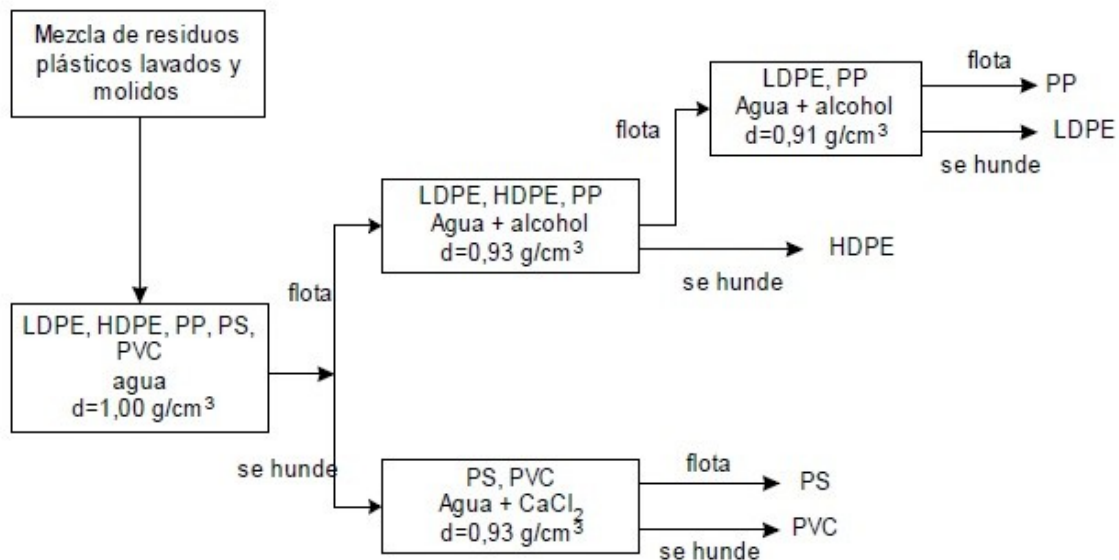 Mezcla de residuos
plásticos lavados y
molidos
LDPE, HDPE, PP, PS,
PVC
agua
d=1,00 g/cm³
flota
se hunde
LDPE, HDPE, PP
Agua + alcohol
d=0,93 g/cm³
flota
se hunde
HDPE
LDPE, PP
Agua + alcohol
d=0,91 g/cm³
flota
PP
LDPE
se hunde
PS, PVC
Agua + CaCl₂
d=0,93 g/cm³
flota
PS
PVC
se hunde